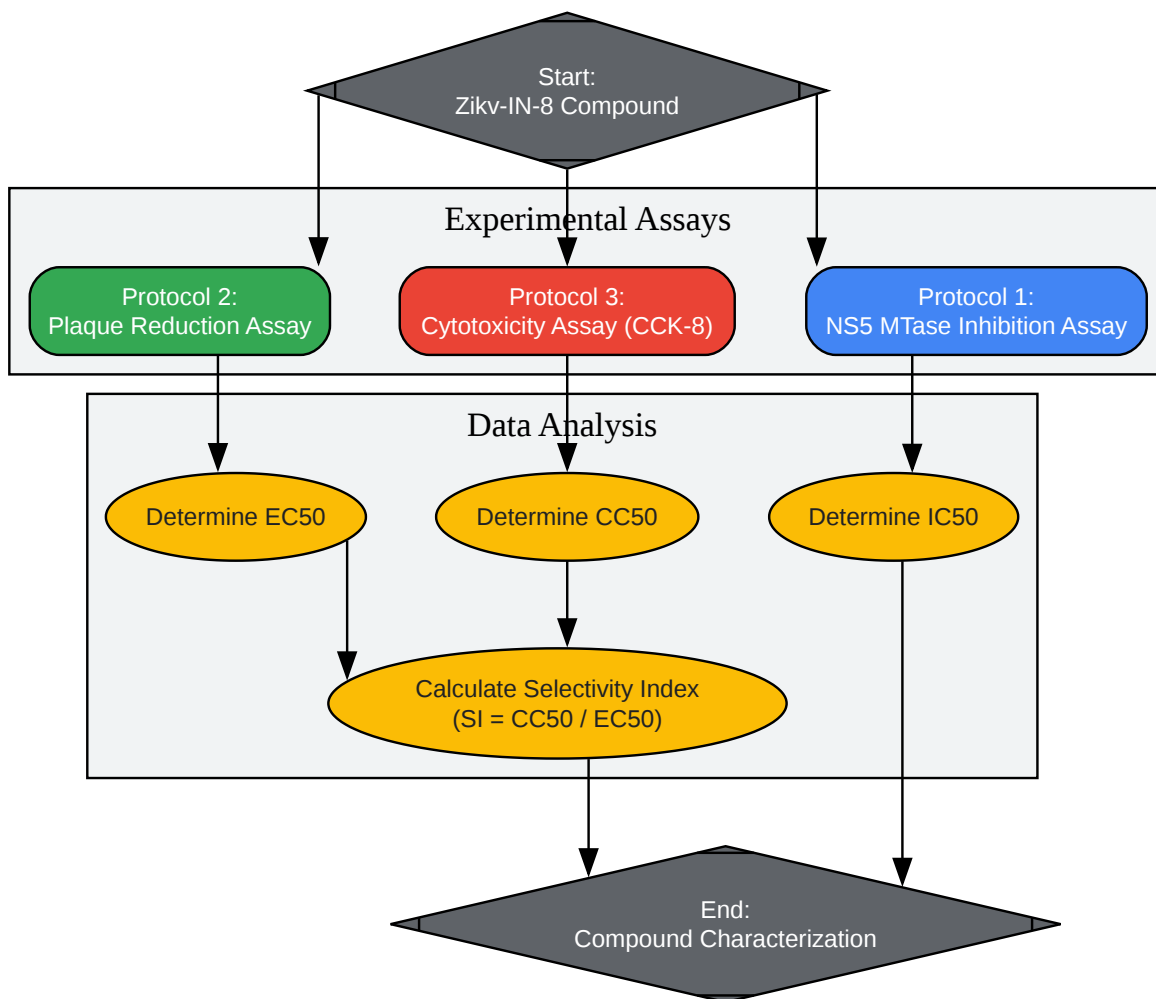 Start:
Zikv-IN-8 Compound
Experimental Assays
Protocol 2:
Plaque Reduction Assay
Protocol 3:
Cytotoxicity Assay (CCK-8)
Protocol 1:
NS5 MTase Inhibition Assay
Data Analysis
Determine EC50
Determine CC50
Determine IC50
Calculate Selectivity Index
(SI = CC50 / EC50)
End:
Compound Characterization